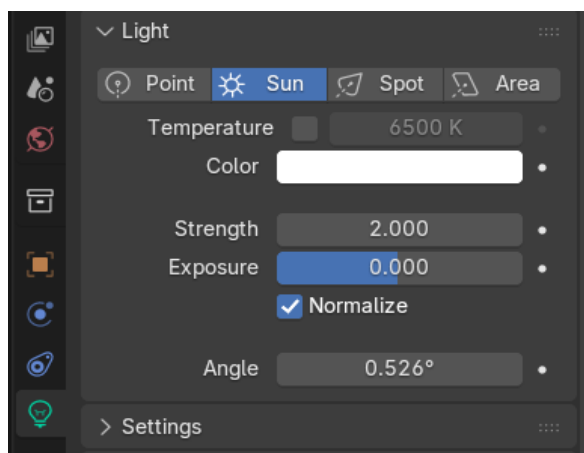 Light
Point Sun Spot Area
Temperature 6500 K
Color
Strength 2.000
Exposure 0.000
Normalize
Angle 0.526°
Settings